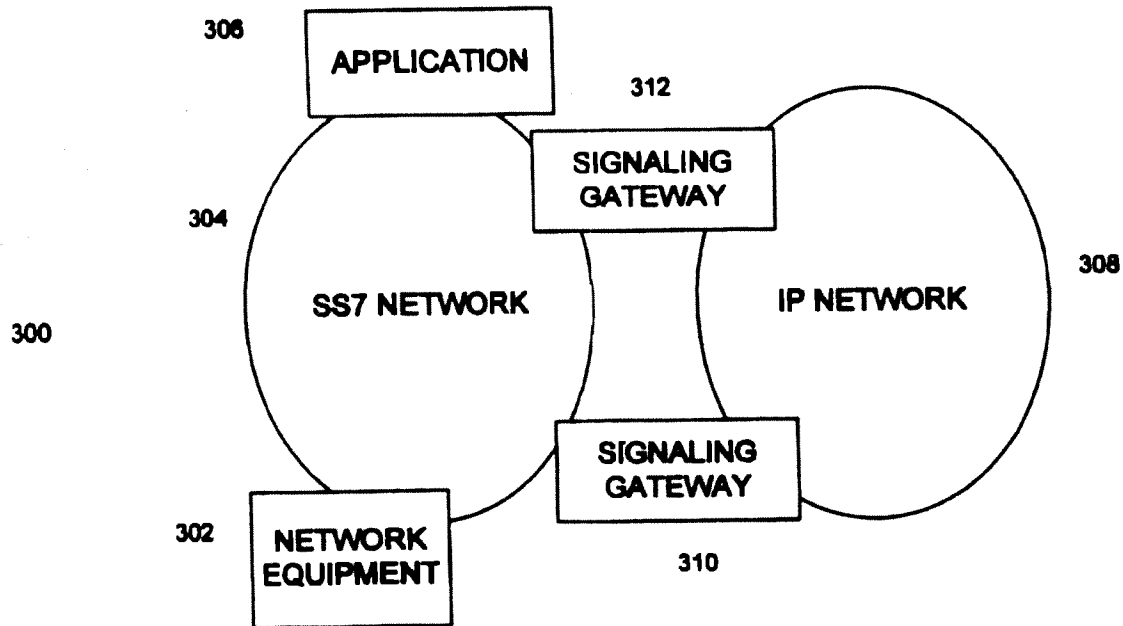 306
APPLICATION
312
SIGNALING
GATEWAY
304
SS7 NETWORK
IP NETWORK
308
300
SIGNALING
GATEWAY
302
NETWORK
EQUIPMENT
310